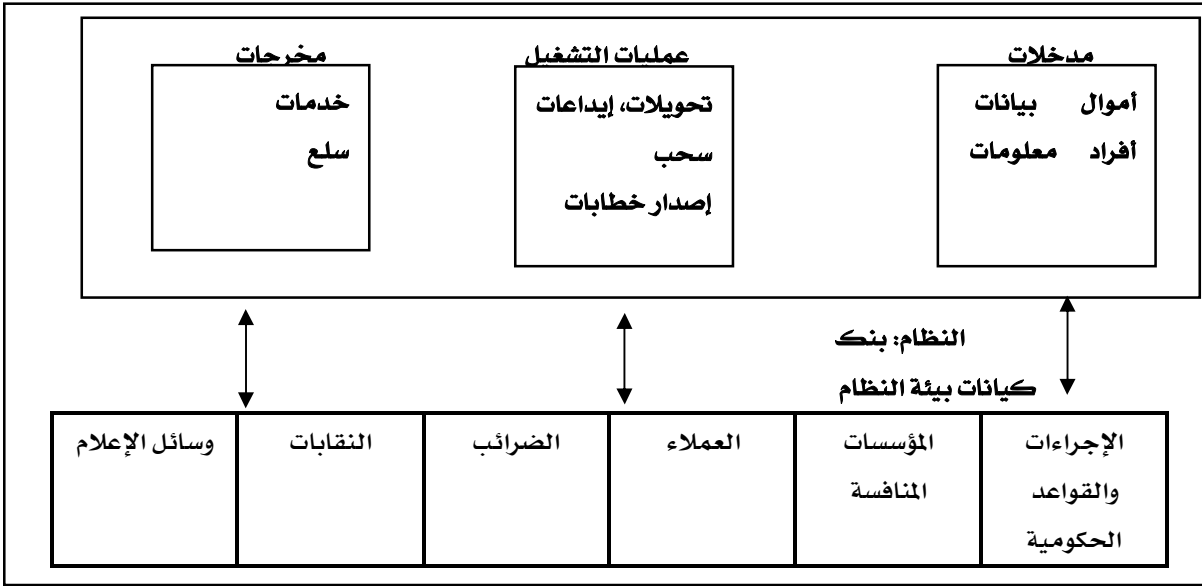 مدخلات
أموال بيانات
أفراد معلومات
عمليات التشغيل
تحويلات، إيداعات
سحب
إصدار خطابات
مخرجات
خدمات
سلع
النظام: بنك
كيانات بيئة النظام
الإجراءات
والقواعد
الحكومية
المؤسسات
المنافسة
العملاء
الضرائب
النقابات
وسائل الإعلام